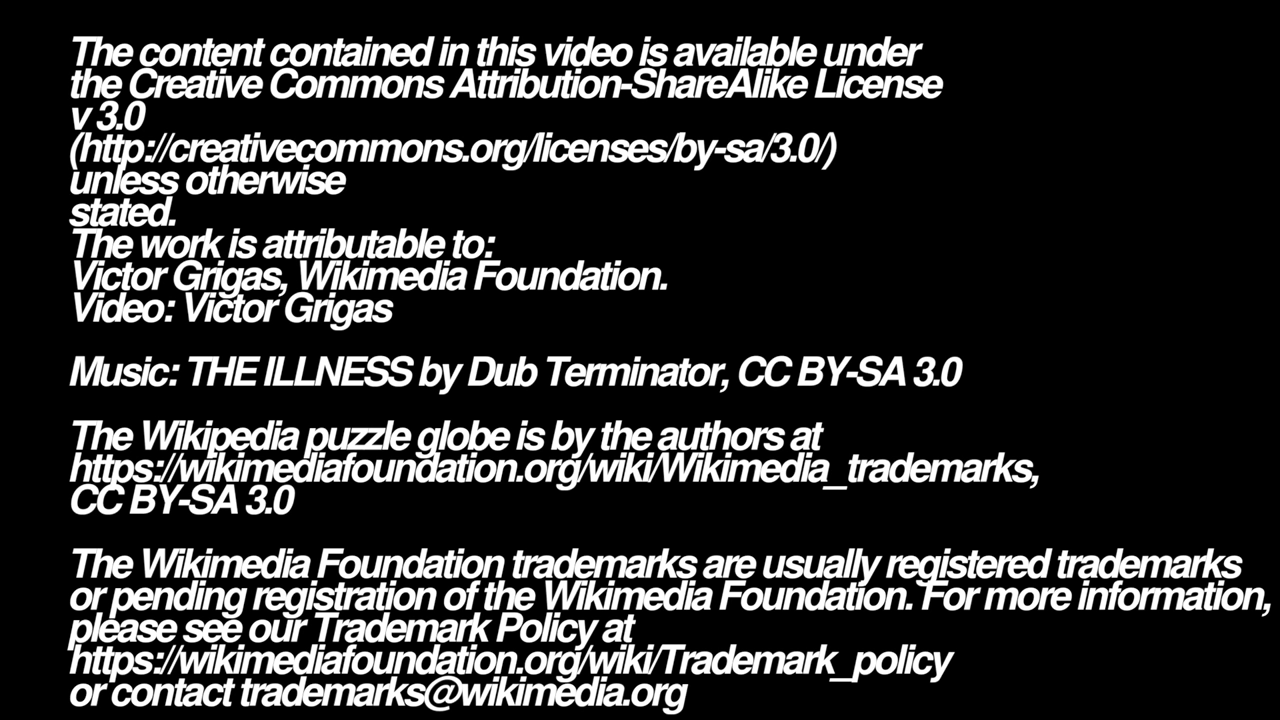 The content contained in this video is available under
the Creative Commons Attribution-ShareAlike License
v 3.0
(http://creativecommons.org/licenses/by-sa/3.0/)
unless otherwise
stated.
The work is attributable to:
Victor Grigas, Wikimedia Foundation.
Video: Victor Grigas
Music: THE ILLNESS by Dub Terminator, CC BY-SA 3.0
The Wikipedia puzzle globe is by the authors at
https://wikimediafoundation.org/wiki/Wikimedia_trademarks,
CC BY-SA 3.0
The Wikimedia Foundation trademarks are usually registered trademarks
or pending registration of the Wikimedia Foundation. For more information,
please see our Trademark Policy at
https://wikimediafoundation.org/wiki/Trademark_policy
or contact trademarks@wikimedia.org